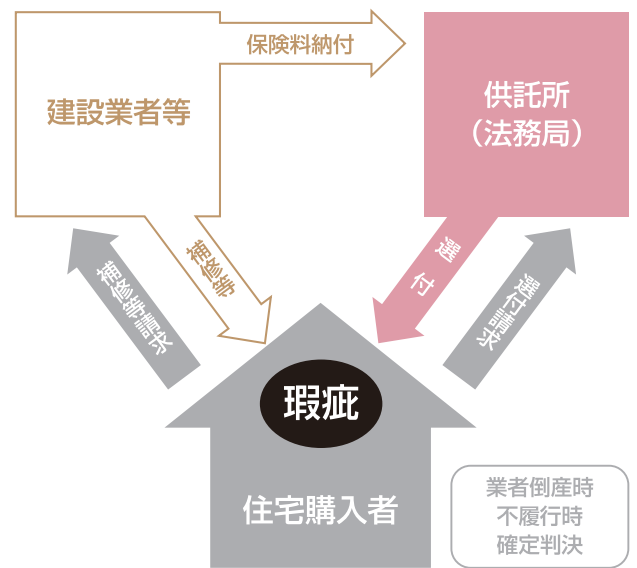 保険料納付
建設業者等
供託所
（法務局）
補修等
還付
補修等請求
還付請求
瑕疵
住宅購入者
業者倒産時
不履行時
確定判決